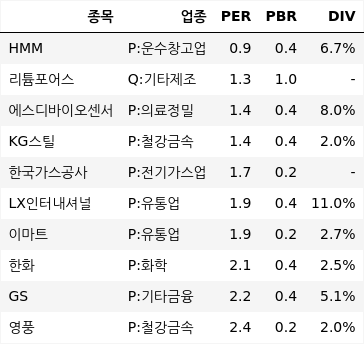 종목 업종 PER PBR DIV
HMM P:운수창고업 0.9 0.4 6.7%
리튬포어스 Q:기타제조 1.3 1.0 -
에스디바이오센서 P:의료정밀 1.4 0.4 8.0%
KG스틸 P:철강금속 1.4 0.4 2.0%
한국가스공사 P:전기가스업 1.7 0.2 -
LX인터내셔널 P:유통업 1.9 0.4 11.0%
이마트 P:유통업 1.9 0.2 2.7%
한화 P:화학 2.1 0.4 2.5%
GS P:기타금융 2.2 0.4 5.1%
영풍 P:철강금속 2.4 0.2 2.0%